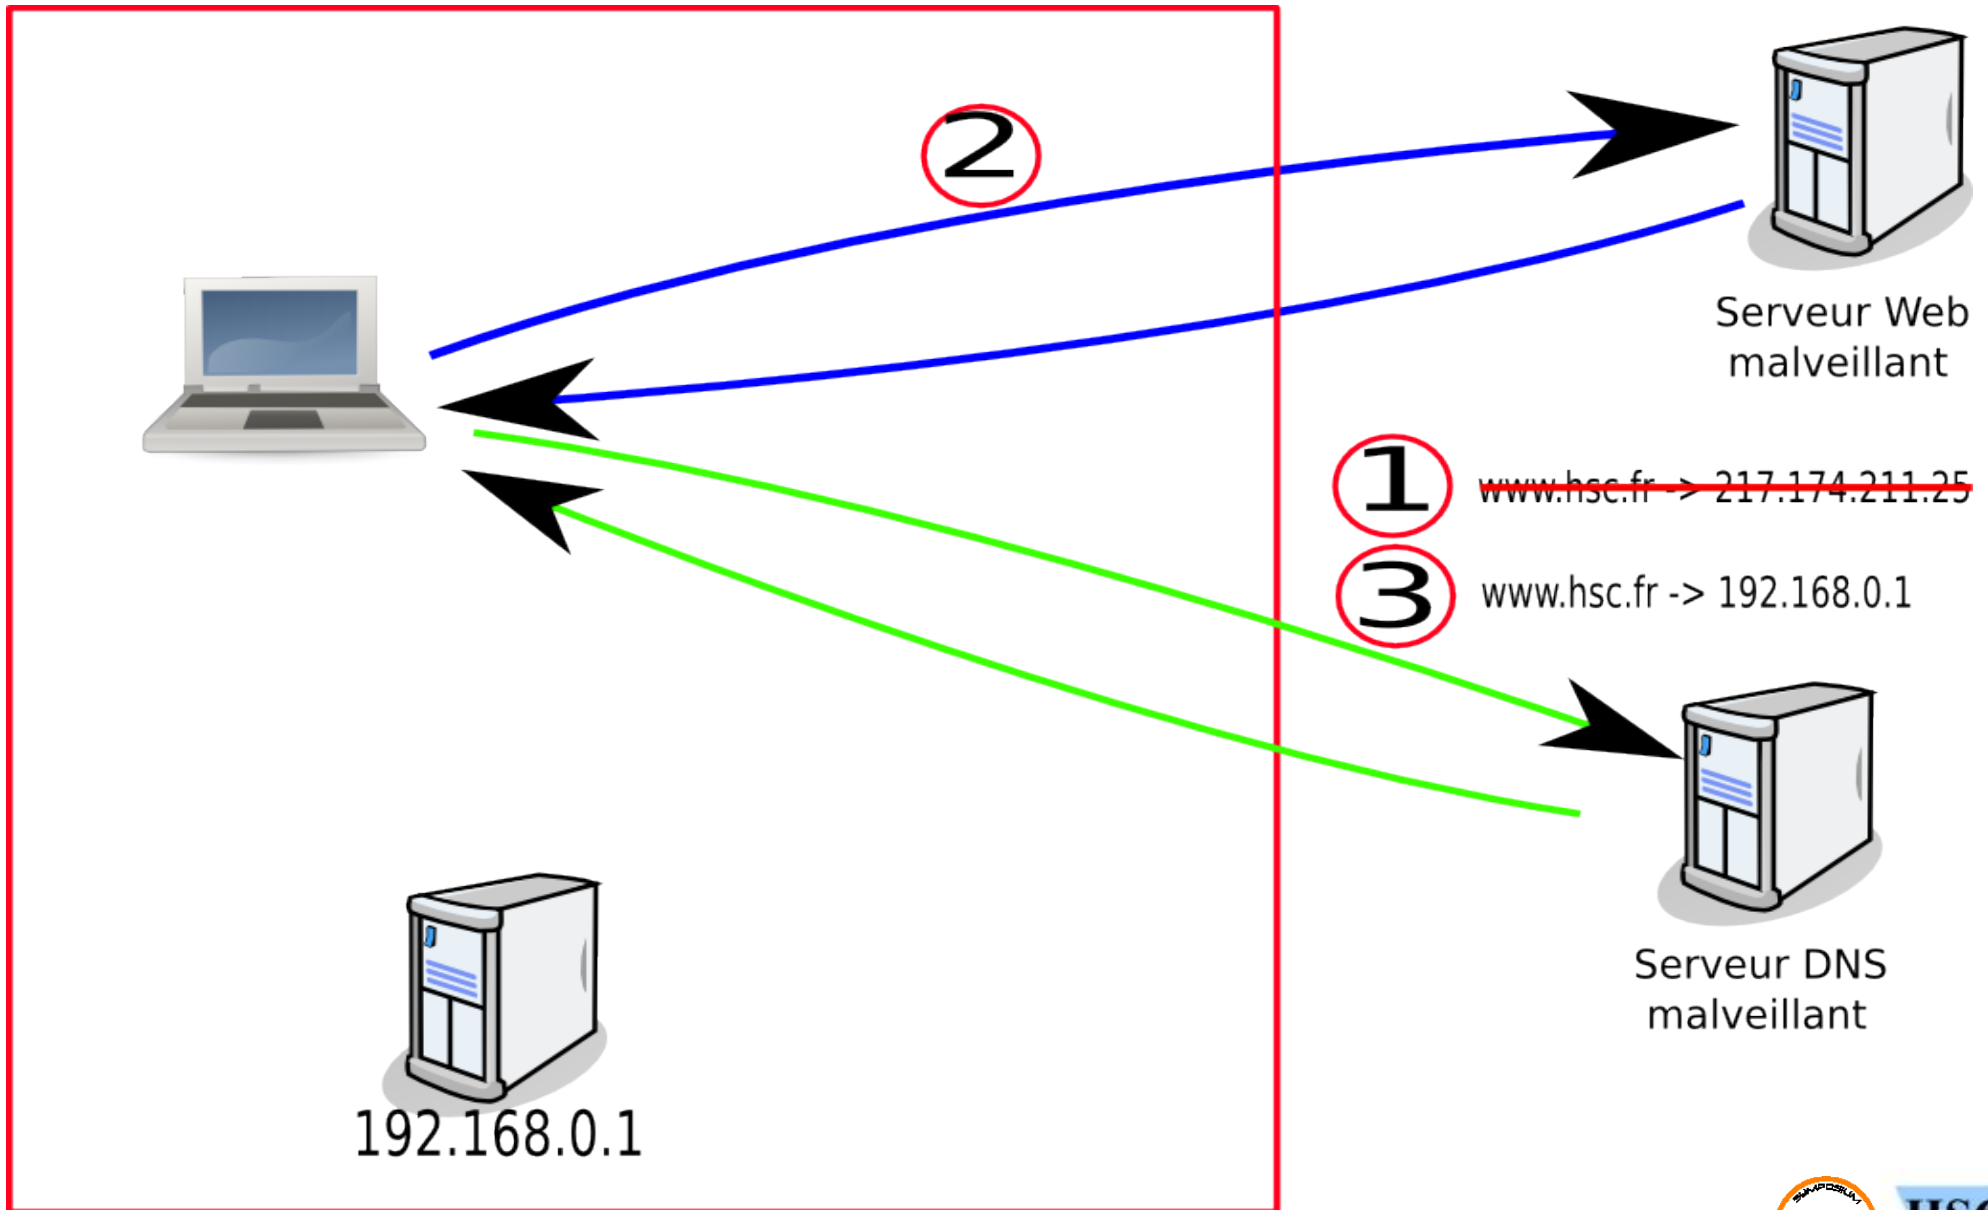 2
Serveur Web
malveillant
1 www.hsc.fr -> 217.174.211.25
3 www.hsc.fr -> 192.168.0.1
Serveur DNS
malveillant
192.168.0.1
SYMPOSIUM